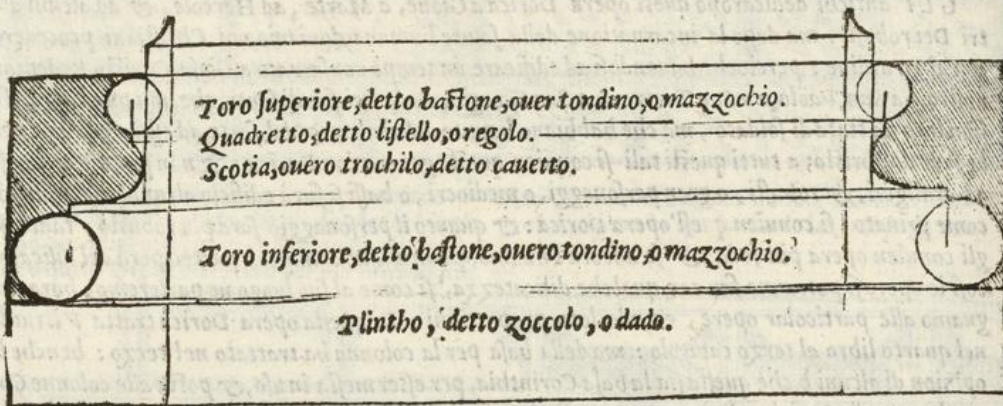 Toro ſuperiore,detto baſtone,ouer tondino,o mazzochio.
Quadretto,detto liſtello,o regolo.
Scotia,ouero trochilo,detto cauetto.
Toro inferiore,detto baſtone,ouero tondino,o mazzochio.
Plintho, detto zoccolo, o dado.